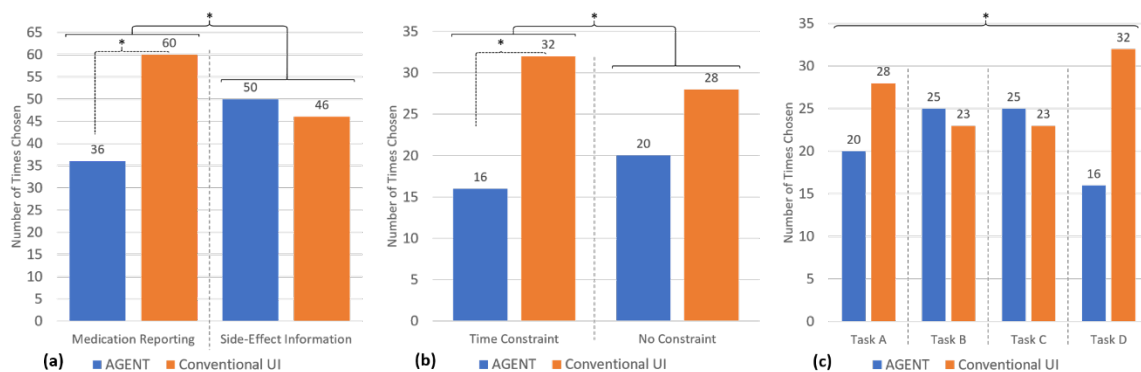 *
65
60
55
50
45
40
35
30
25
20
15
10
5
0
Number of Times Chosen
*
36
60
50
46
Medication Reporting
Side-Effect Information
(a)
AGENT
Conventional UI
*
35
30
25
20
15
10
5
0
Number of Times Chosen
*
16
32
20
28
Time Constraint
No Constraint
(b)
AGENT
Conventional UI
*
35
30
25
20
15
10
5
0
Number of Times Chosen
20
28
25
23
25
23
16
32
Task A
Task B
Task C
Task D
(c)
AGENT
Conventional UI